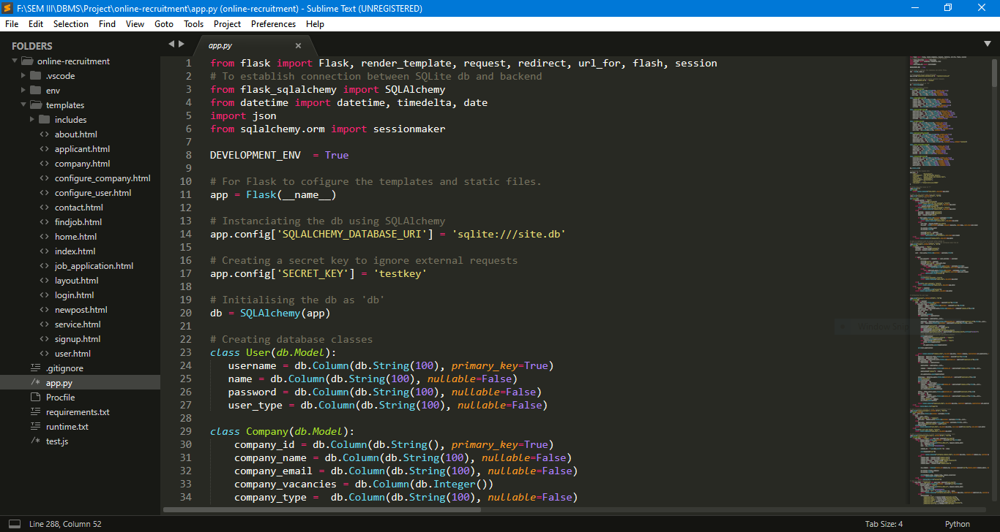 F:\SEM III\DBMS\Project\online-recruitment\app.py (online-recruitment) - Sublime Text (UNREGISTERED)
File Edit Selection Find View Goto Tools Project Preferences Help
FOLDERS
online-recruitment
.vscode
env
templates
includes
about.html
applicant.html
company.html
configure_company.html
configure_user.html
contact.html
findjob.html
home.html
index.html
job_application.html
layout.html
login.html
newpost.html
service.html
signup.html
user.html
.gitignore
/* app.py
Procfile
requirements.txt
runtime.txt
/* test.js
app.py
1 from flask import Flask, render_template, request, redirect, url_for, flash, session
2 # To establish connection between SQLite db and backend
3 from flask_sqlalchemy import SQLAlchemy
4 from datetime import datetime, timedelta, date
5 import json
6 from sqlalchemy.orm import sessionmaker
7
8 DEVELOPMENT_ENV  = True
9
10 # For Flask to cofigure the templates and static files.
11 app = Flask(__name__)
12
13 # Instanciating the db using SQLAlchemy
14 app.config['SQLALCHEMY_DATABASE_URI'] = 'sqlite:///site.db'
15
16 # Creating a secret key to ignore external requests
17 app.config['SECRET_KEY'] = 'testkey'
18
19 # Initialising the db as 'db'
20 db = SQLAlchemy(app)
21
22 # Creating database classes
23 class User(db.Model):
24 username = db.Column(db.String(100), primary_key=True)
25 name = db.Column(db.String(100), nullable=False)
26 password = db.Column(db.String(100), nullable=False)
27 user_type = db.Column(db.String(100), nullable=False)
28
29 class Company(db.Model):
30 company_id = db.Column(db.String(), primary_key=True)
31 company_name = db.Column(db.String(100), nullable=False)
32 company_email = db.Column(db.String(100), nullable=False)
33 company_vacancies = db.Column(db.Integer())
34 company_type =  db.Column(db.String(100), nullable=False)
Line 288, Column 52
Tab Size: 4
Python